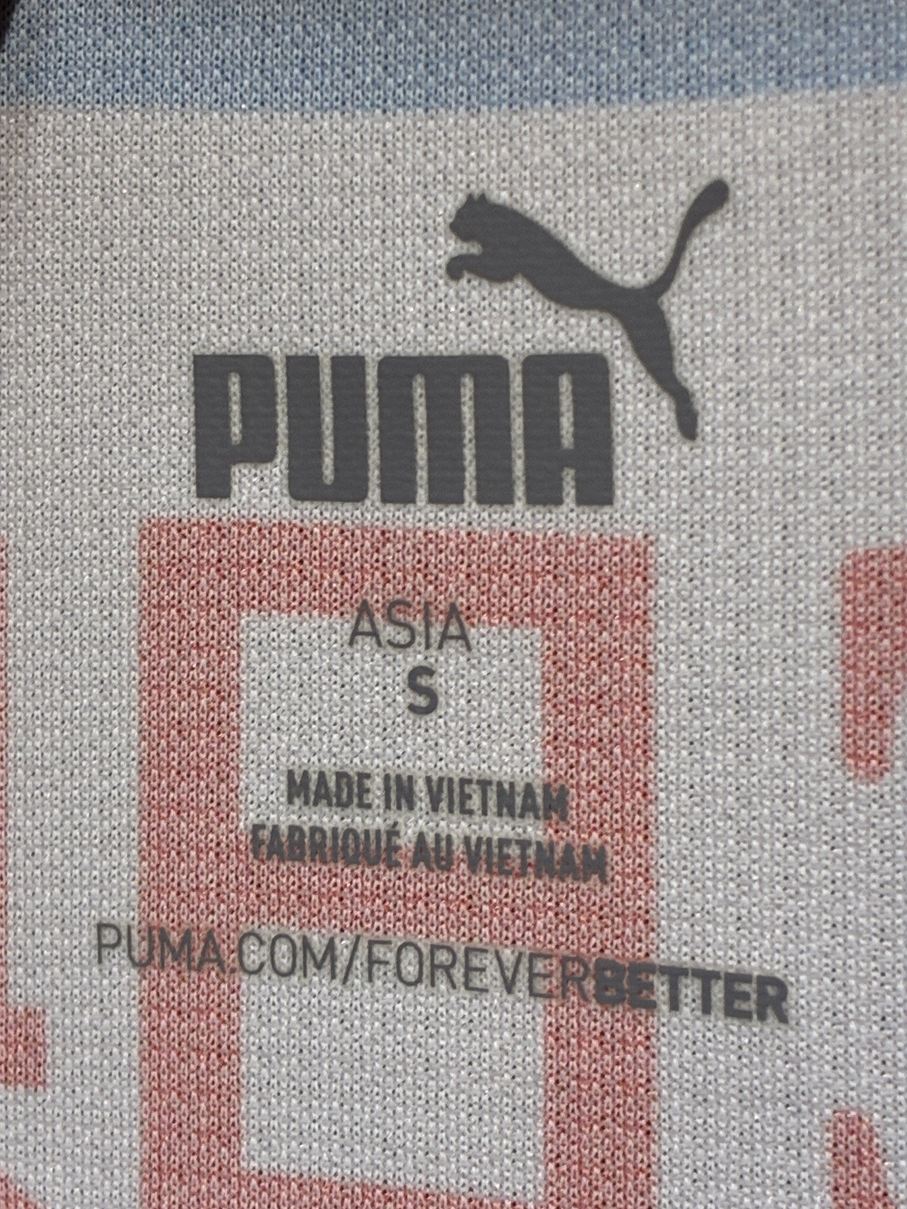 PUMA
ASIA
S
MADE IN VIETNAM
FABRIQUÉ AU VIETNAM
PUMA.COM/FOREVERBETTER